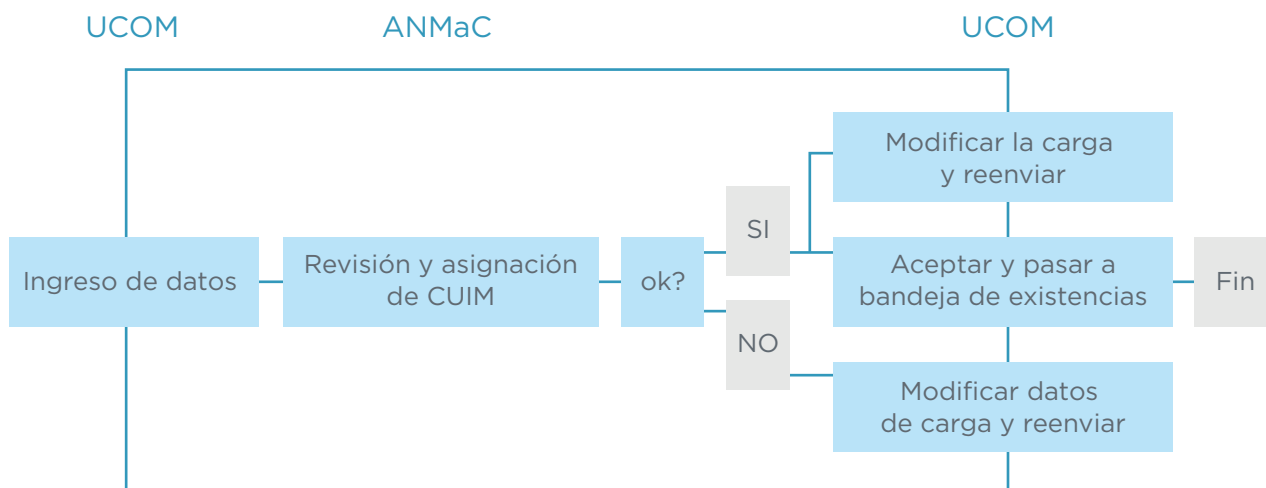 UCOM
ANMaC
UCOM
Modificar la carga
y reenviar
SI
Ingreso de datos
Revisión y asignación
de CUIM
ok?
Aceptar y pasar a
bandeja de existencias
Fin
NO
Modificar datos
de carga y reenviar